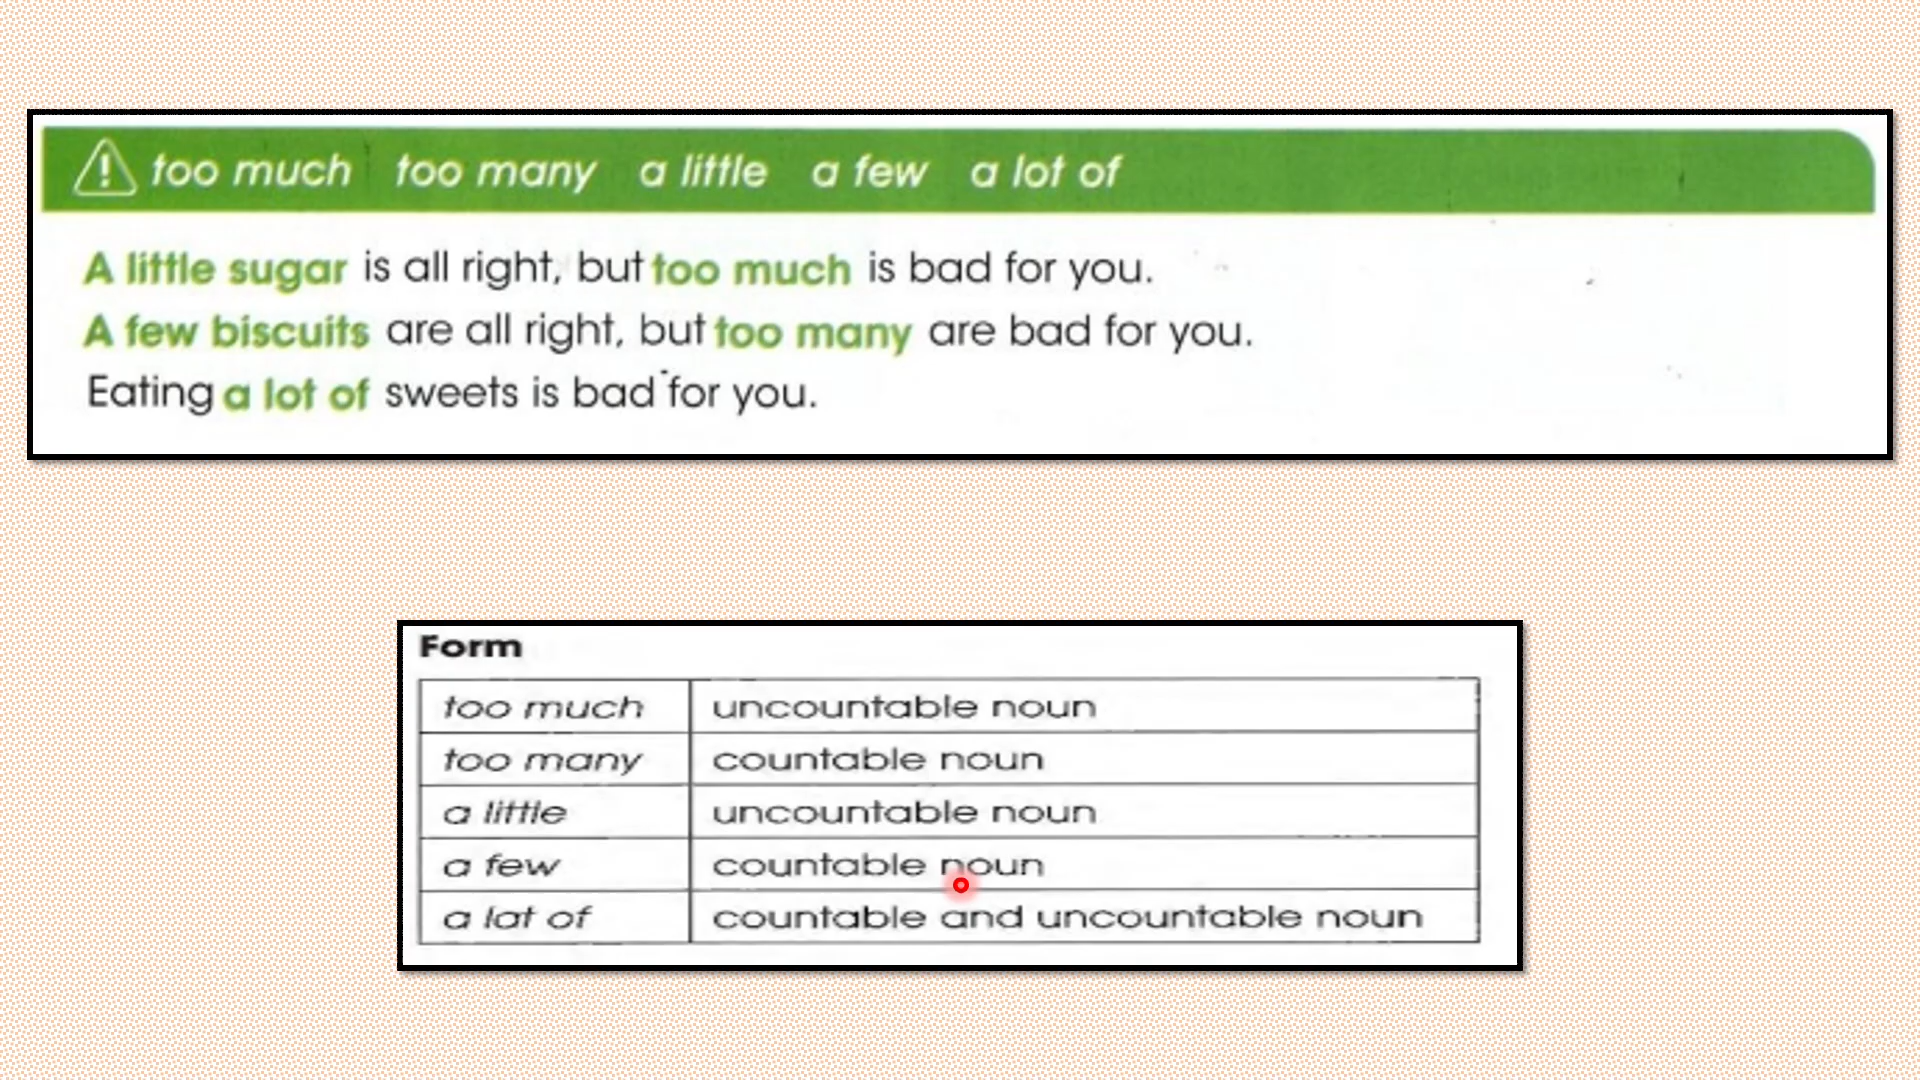 too much too many a little a few a lot of
A little sugar is all right, but too much is bad for you.
A few biscuits are all right, but too many are bad for you.
Eating a lot of sweets is bad for you.
Form
too much uncountable noun
too many countable noun
a little uncountable noun
a few countable noun
a lat of countable and uncountable noun